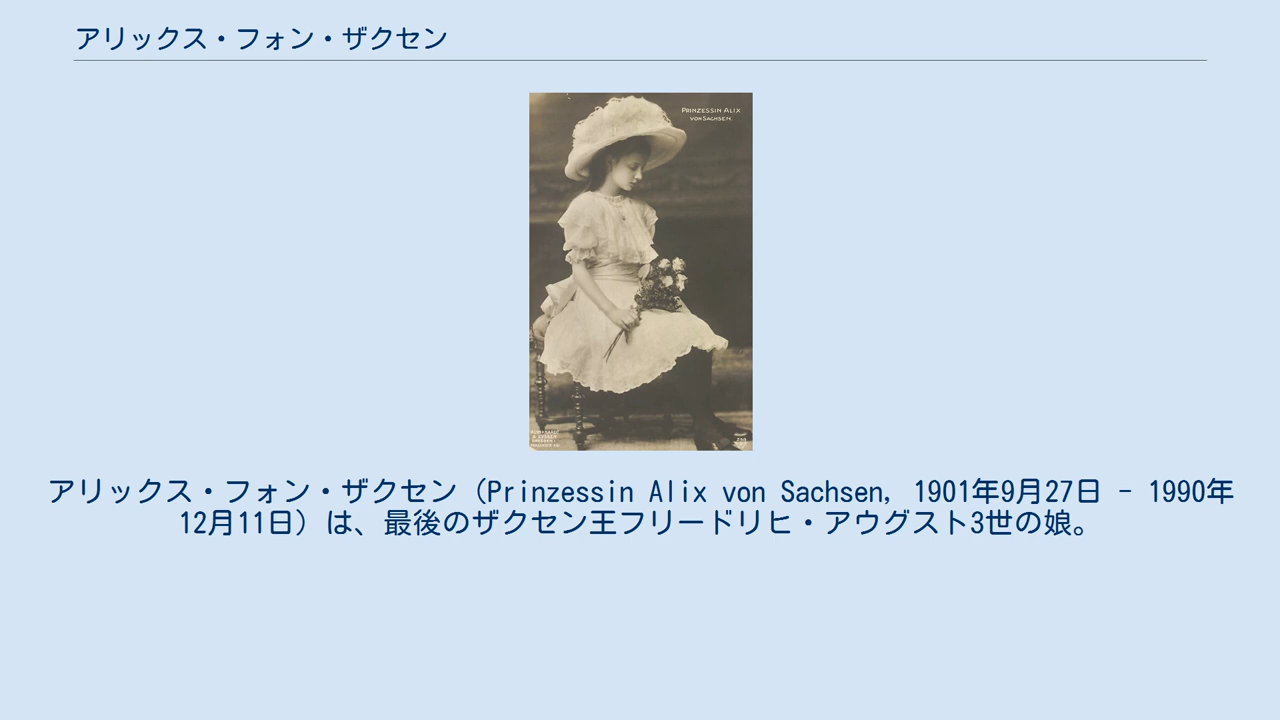 アリックス・フォン・ザクセン
PRINZESSIN ALIX
VON SACHSEN.
アリックス・フォン・ザクセン（Prinzessin Alix von Sachsen, 1901年9月27日 - 1990年
12月11日）は、最後のザクセン王フリードリヒ・アウグスト3世の娘。